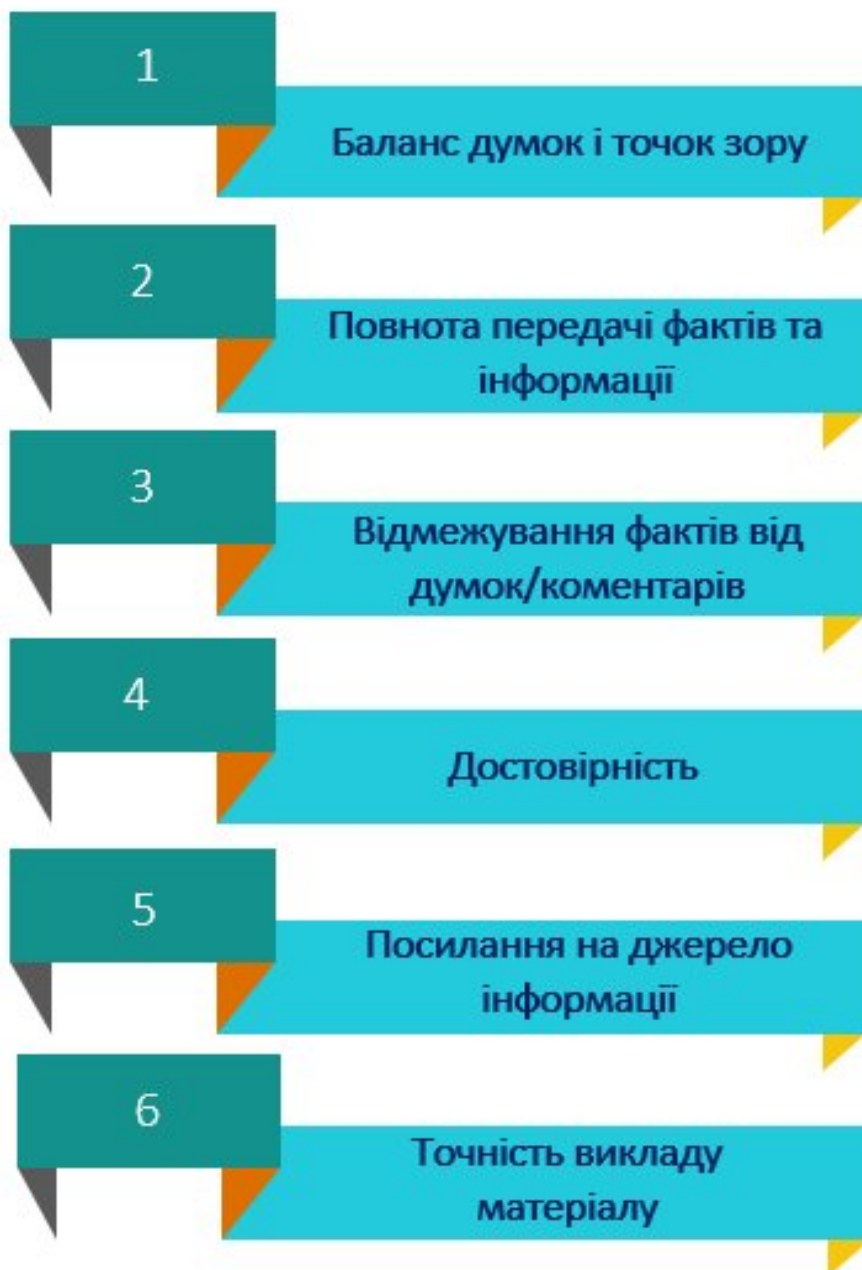 1
Баланс думок і точок зору
2
Повнота передачі фактів та
інформації
3
Відмежування фактів від
думок/коментарів
4
Достовірність
5
Посилання на джерело
інформації
6
Точність викладу
матеріалу